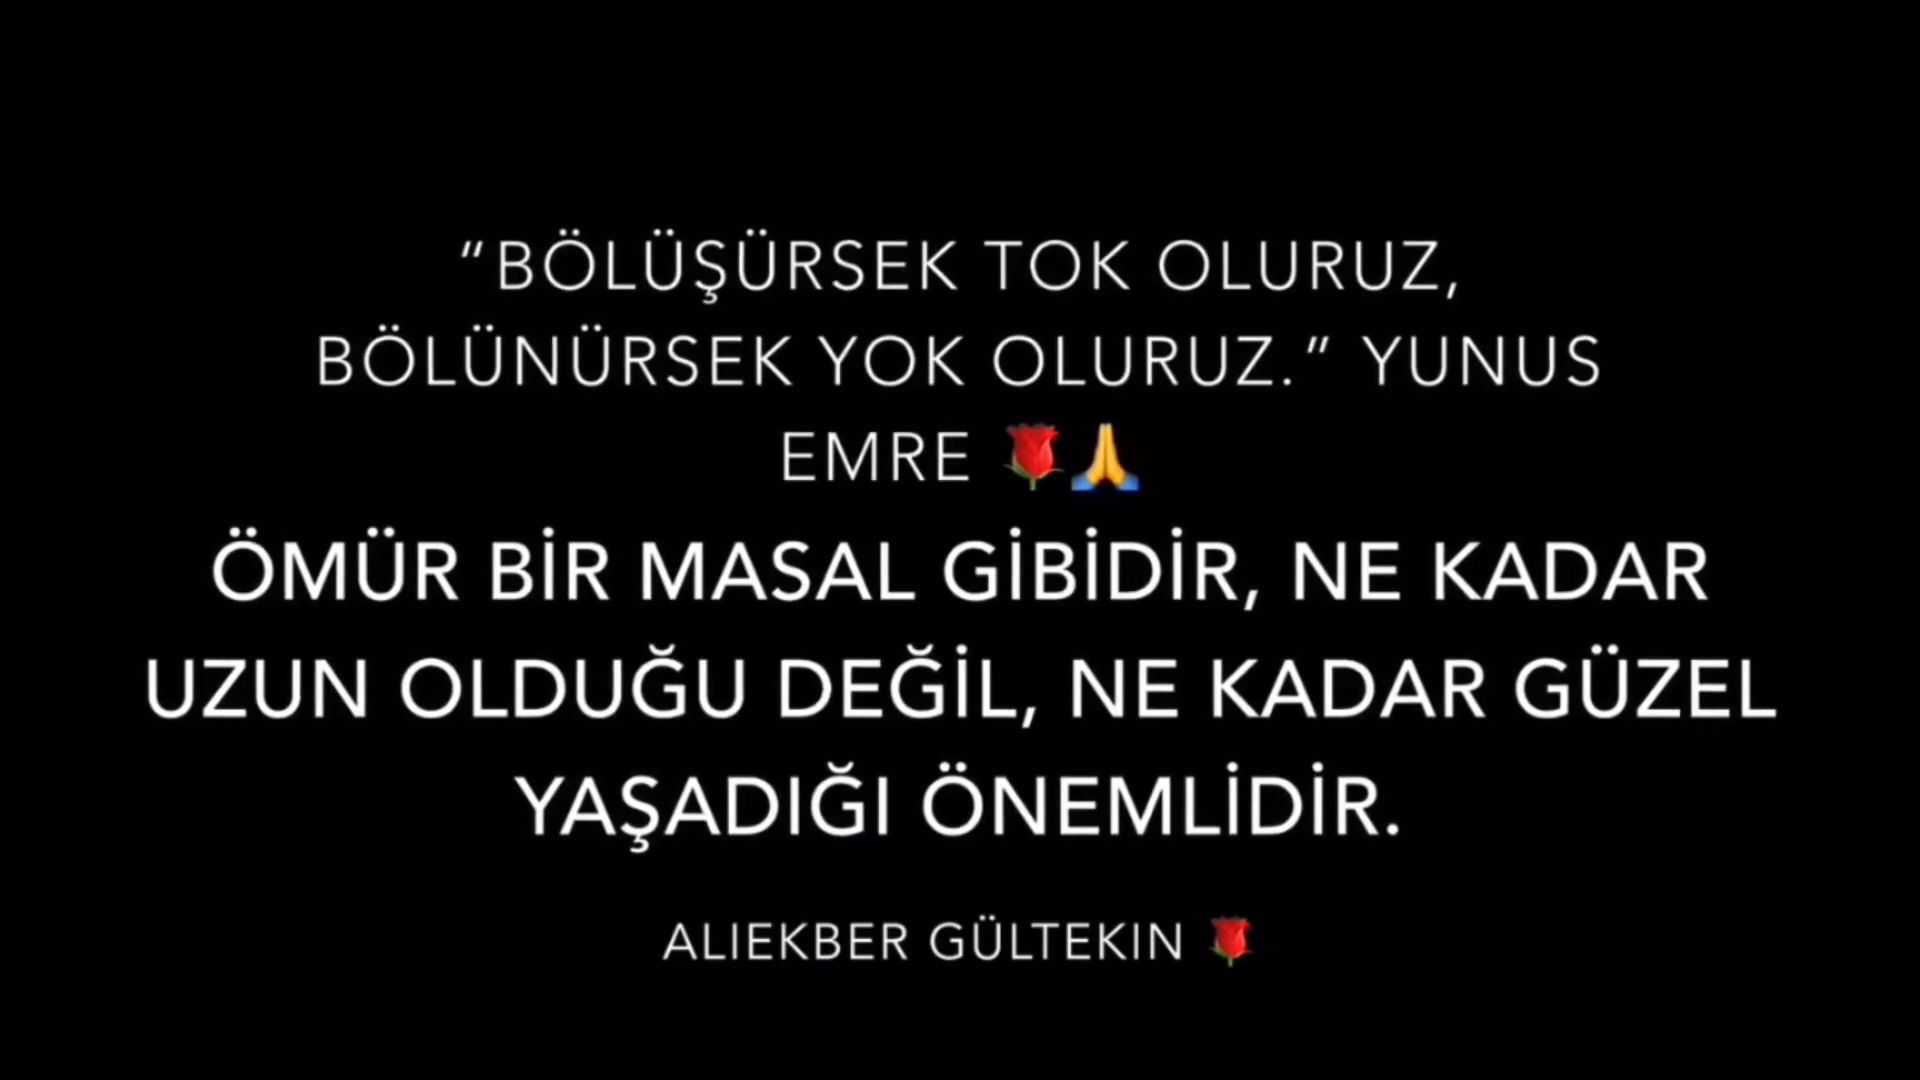 “BÖLÜŞÜRSEK TOK OLURUZ,
BÖLÜNÜRSEK YOK OLURUZ.” YUNUS
EMRE 🌹🙏
ÖMÜR BİR MASAL GİBİDİR, NE KADAR
UZUN OLDUĞU DEĞİL, NE KADAR GÜZEL
YAŞADIĞI ÖNEMLİDİR.
ALIEKBER GÜLTEKIN 🌹